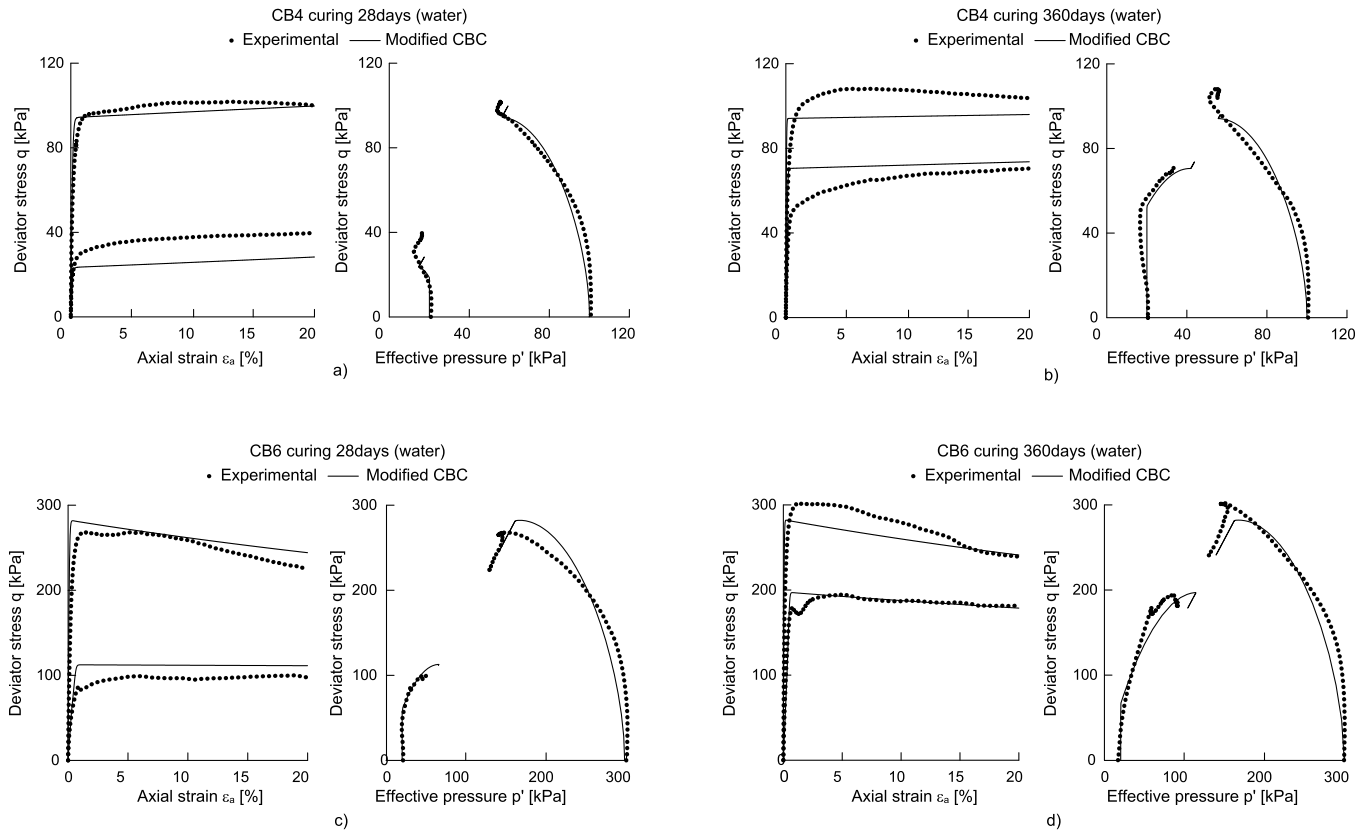 CB4 curing 28days (water)
• Experimental — Modified CBC
120
80
40
0
Deviator stress q [kPa]
0 5 10 15 20
Axial strain εₐ [%]
120
80
40
0
Deviator stress q [kPa]
0 40 80 120
Effective pressure p' [kPa]
a)
CB4 curing 360days (water)
• Experimental — Modified CBC
120
80
40
0
Deviator stress q [kPa]
0 5 10 15 20
Axial strain εₐ [%]
120
80
40
0
Deviator stress q [kPa]
0 40 80 120
Effective pressure p' [kPa]
b)
CB6 curing 28days (water)
• Experimental — Modified CBC
300
200
100
0
Deviator stress q [kPa]
0 5 10 15 20
Axial strain εₐ [%]
300
200
100
0
Deviator stress q [kPa]
0 100 200 300
Effective pressure p' [kPa]
c)
CB6 curing 360days (water)
• Experimental — Modified CBC
300
200
100
0
Deviator stress q [kPa]
0 5 10 15 20
Axial strain εₐ [%]
300
200
100
0
Deviator stress q [kPa]
0 100 200 300
Effective pressure p' [kPa]
d)